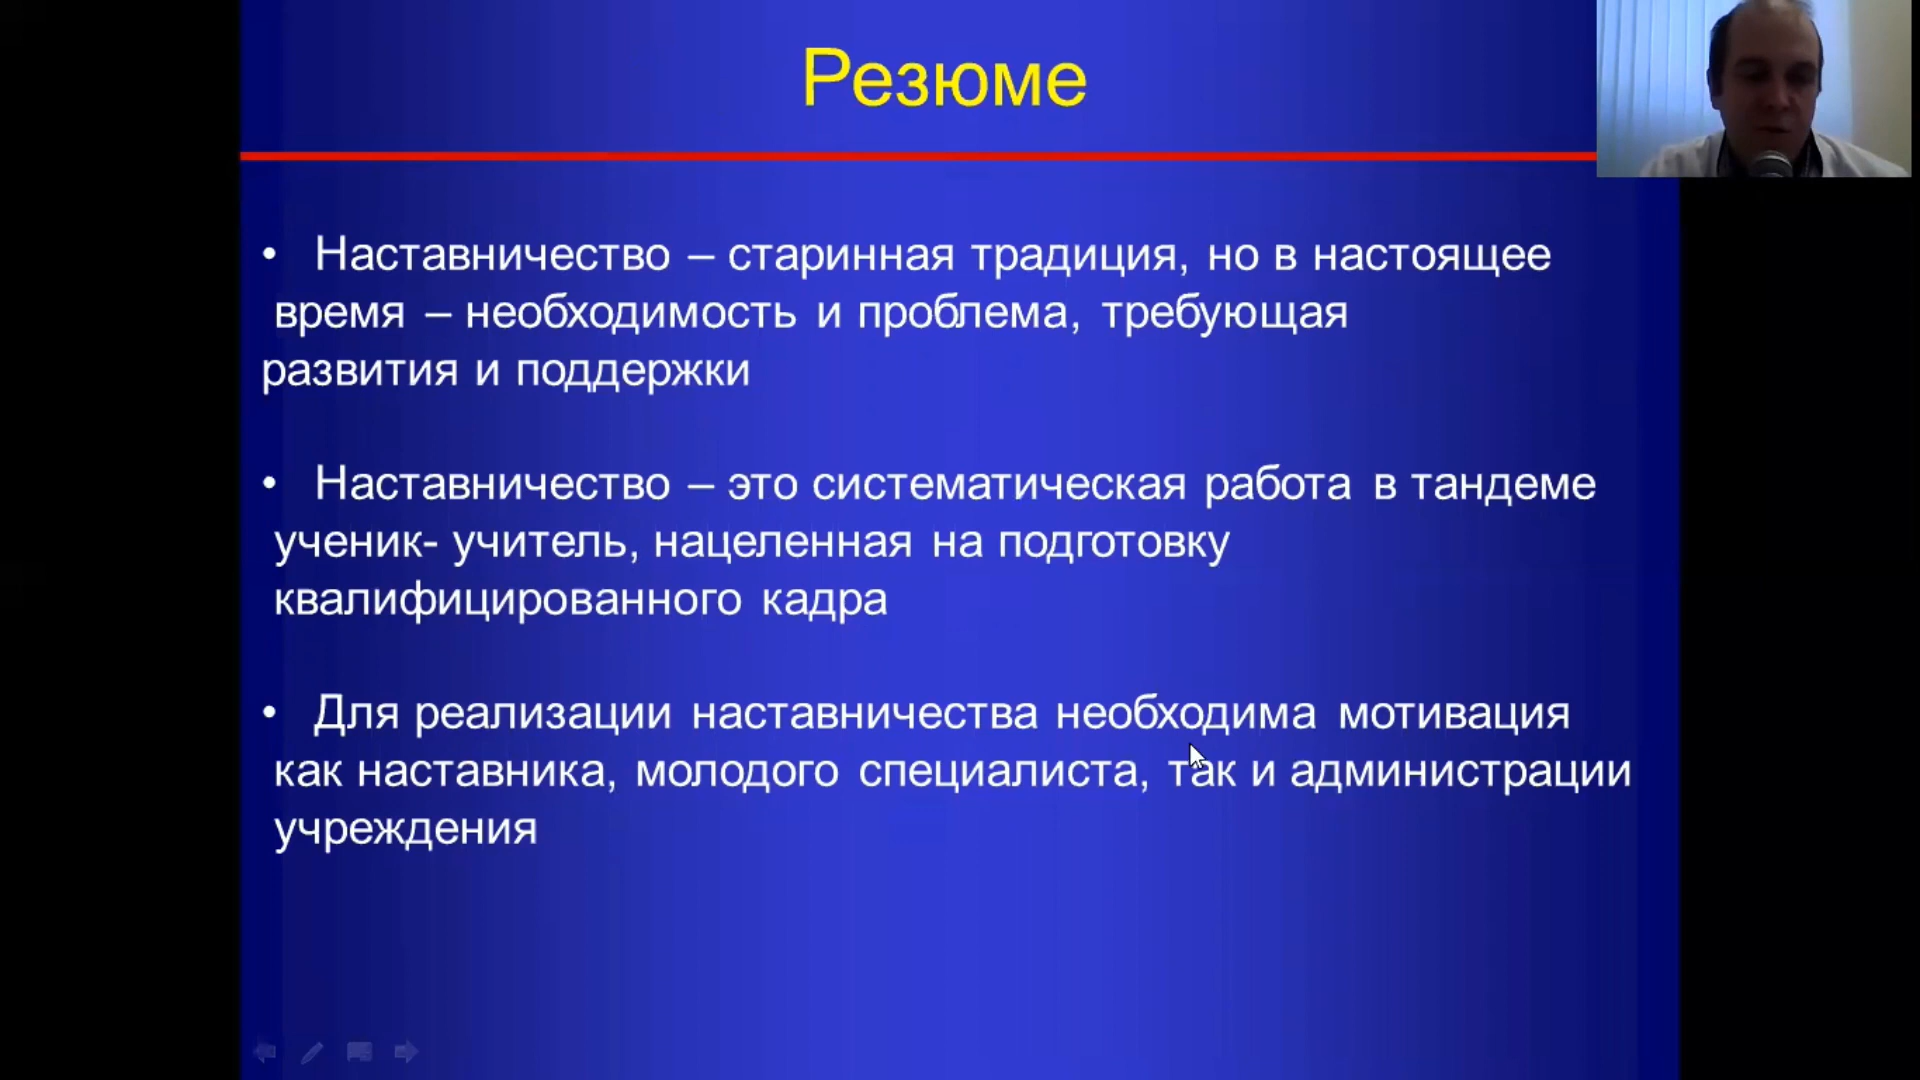 Резюме
• Наставничество – старинная традиция, но в настоящее
время – необходимость и проблема, требующая
развития и поддержки
• Наставничество – это систематическая работа в тандеме
ученик- учитель, нацеленная на подготовку
квалифицированного кадра
• Для реализации наставничества необходима мотивация
как наставника, молодого специалиста, так и администрации
учреждения